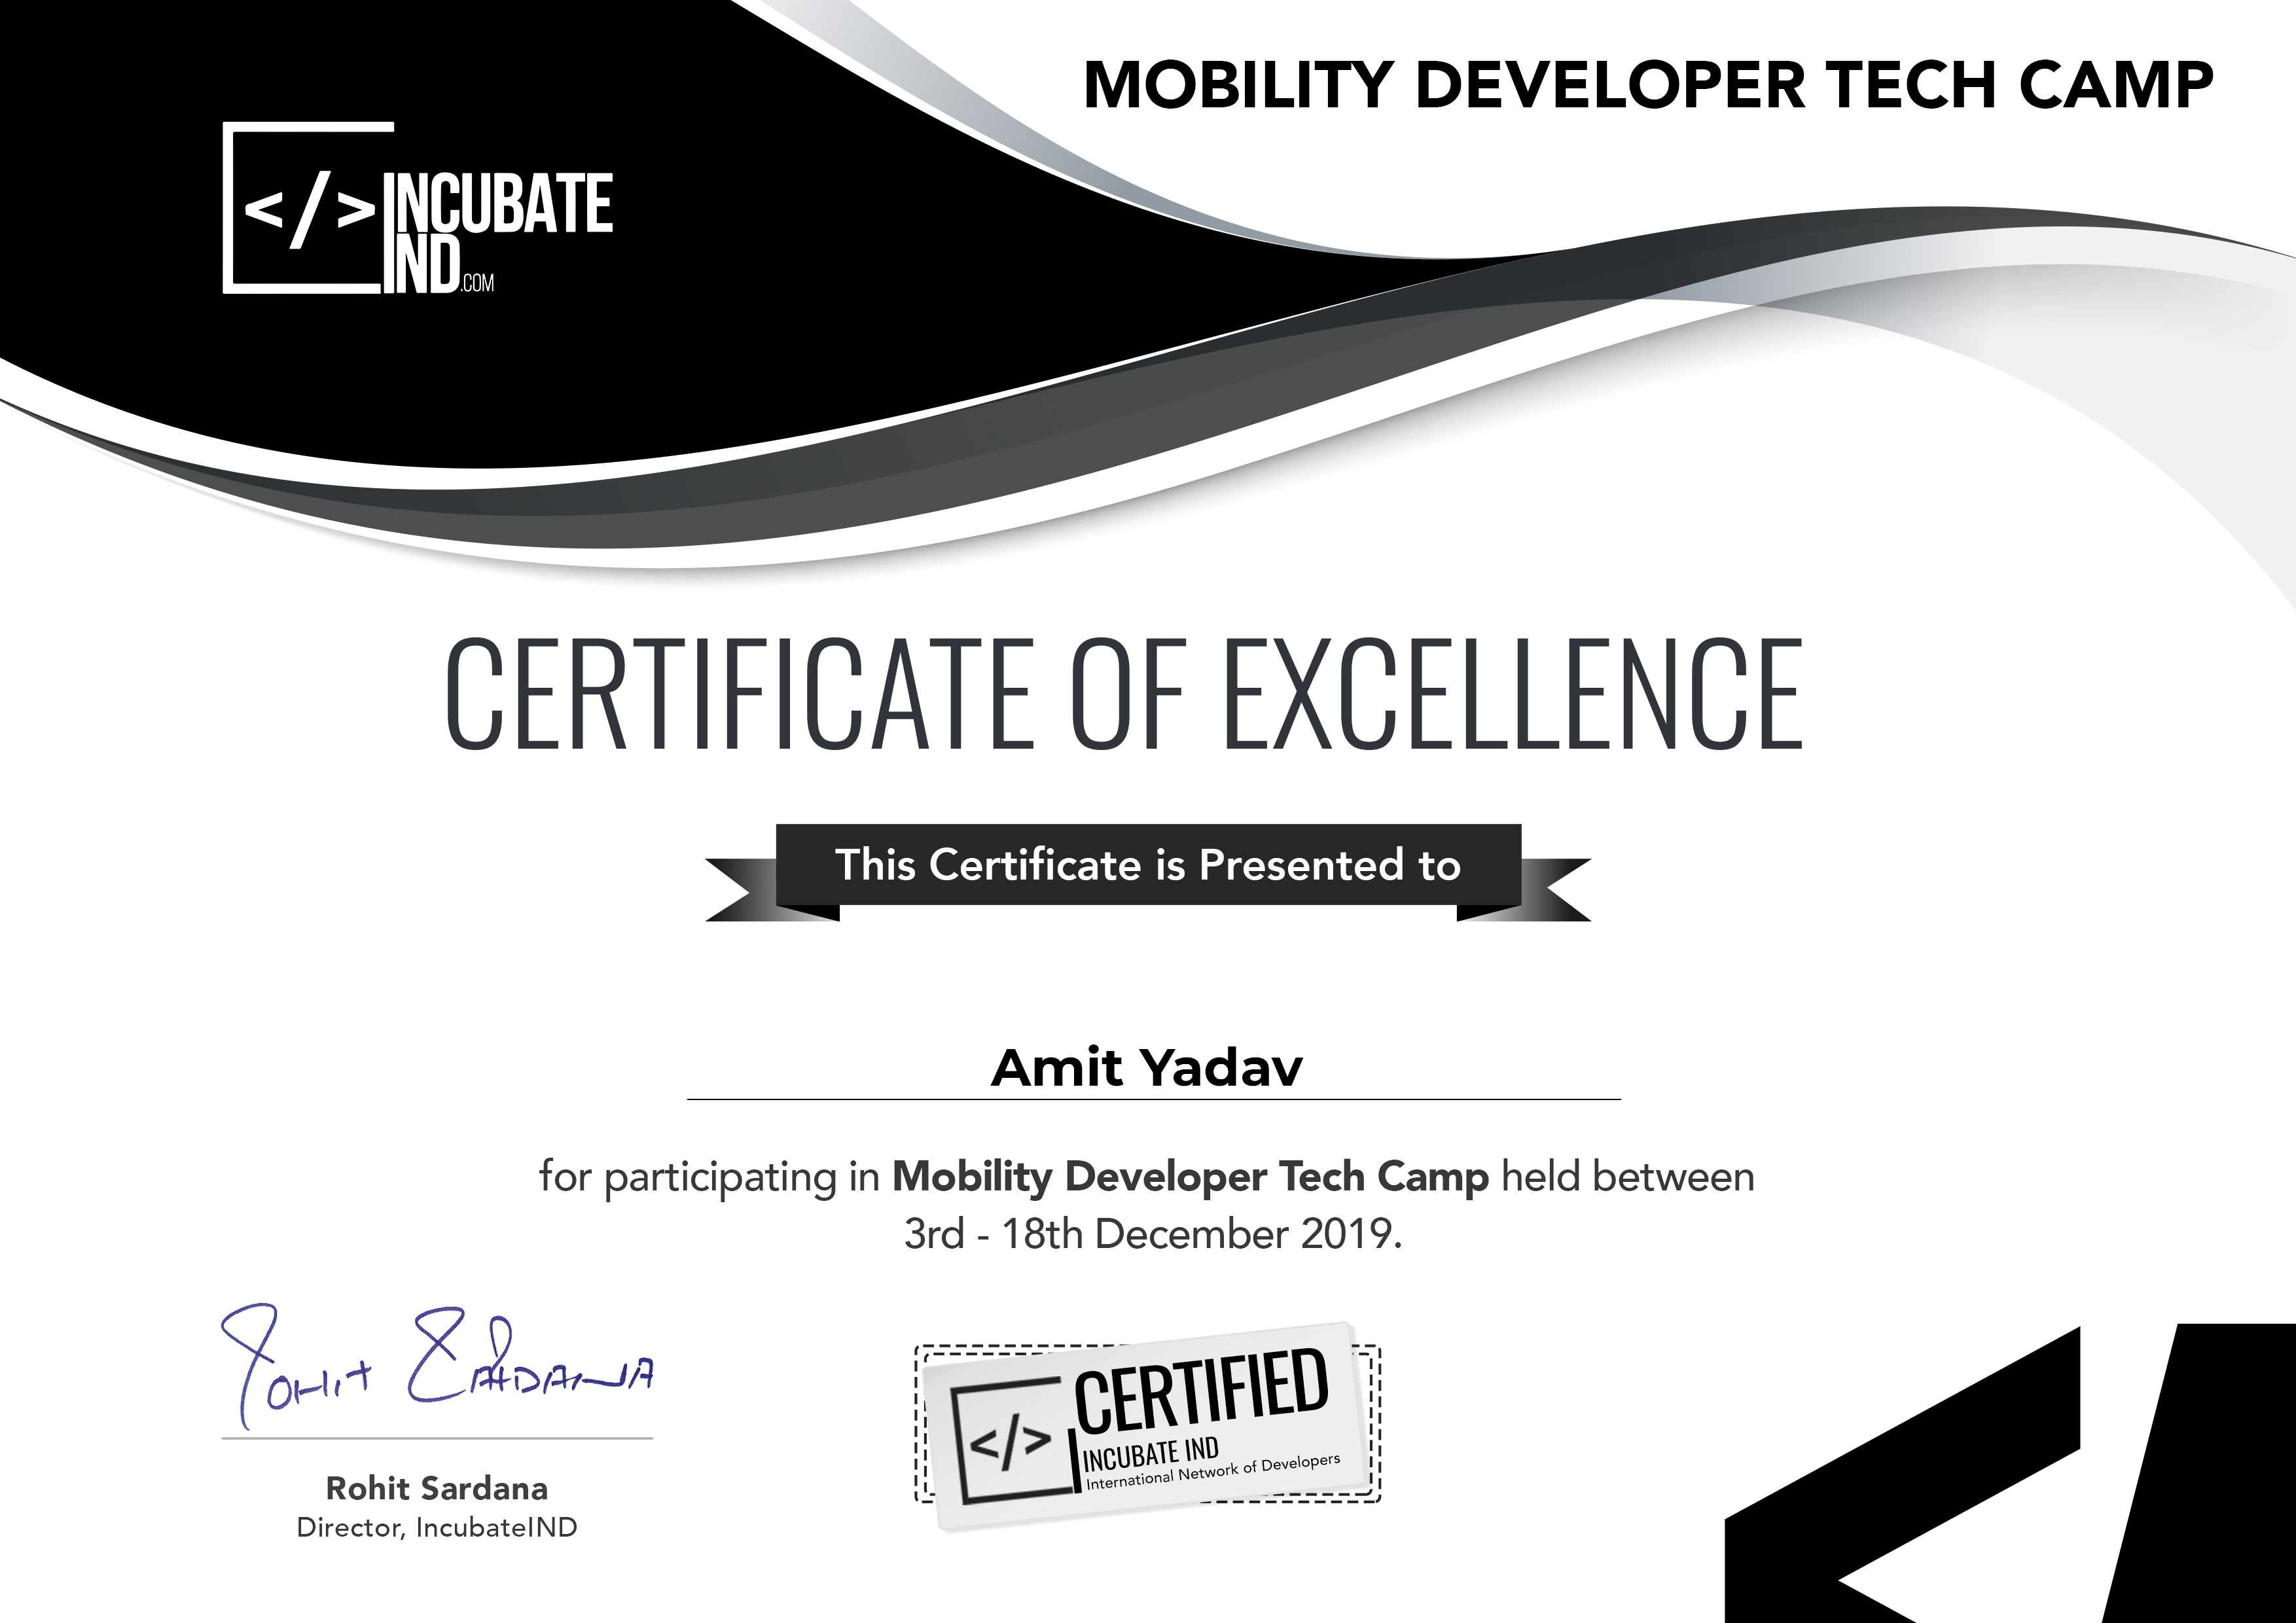 MOBILITY DEVELOPER TECH CAMP
</> INCUBATE
IND.COM
CERTIFICATE OF EXCELLENCE
This Certificate is Presented to
Amit Yadav
for participating in Mobility Developer Tech Camp held between
3rd - 18th December 2019.
Rohit Sardana
Rohit Sardana
Director, IncubateIND
</> CERTIFIED
INCUBATE IND
International Network of Developers